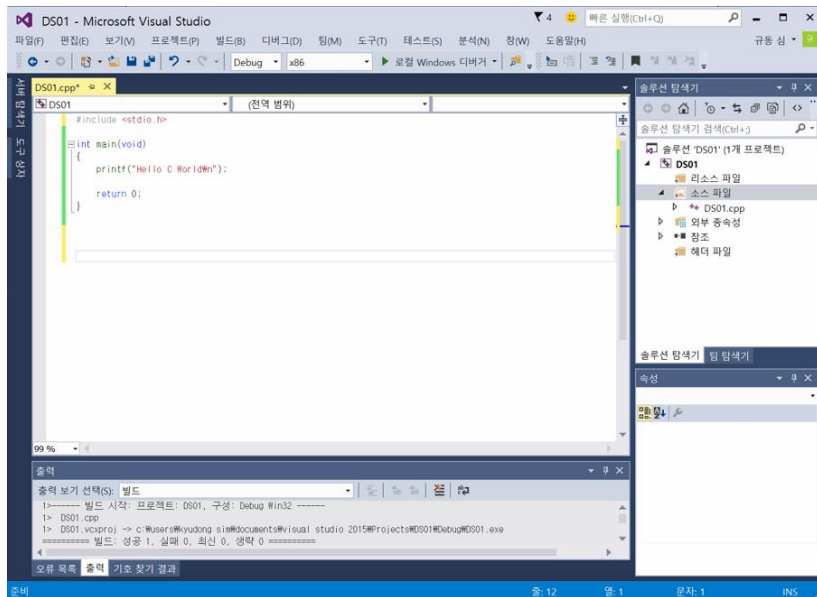 DS01 - Microsoft Visual Studio
4
빠른 실행(Ctrl+Q)
파일(F) 편집(E) 보기(V) 프로젝트(P) 빌드(B) 디버그(D) 팀(M) 도구(T) 테스트(S) 분석(N) 창(W) 도움말(H)
규동 심
Debug x86 로컬 Windows 디버거
서버 탐색기
도구 상자
DS01.cpp*
DS01 (전역 범위)
#include <stdio.h>
int main(void)
{
printf("Hello C World₩n");
return 0;
}
99 %
출력
출력 보기 선택(S): 빌드
1>------ 빌드 시작: 프로젝트: DS01, 구성: Debug Win32 ------
1> DS01.cpp
1> DS01.vcxproj -> c:₩users₩kyudong sim₩documents₩visual studio 2015₩Projects₩DS01₩Debug₩DS01.exe
========== 빌드: 성공 1, 실패 0, 최신 0, 생략 0 ==========
오류 목록 출력 기호 찾기 결과
솔루션 탐색기
솔루션 탐색기 검색(Ctrl+;)
솔루션 'DS01' (1개 프로젝트)
DS01
리소스 파일
소스 파일
DS01.cpp
외부 종속성
참조
헤더 파일
솔루션 탐색기 팀 탐색기
속성
준비 줄: 12 열: 1 문자: 1 INS